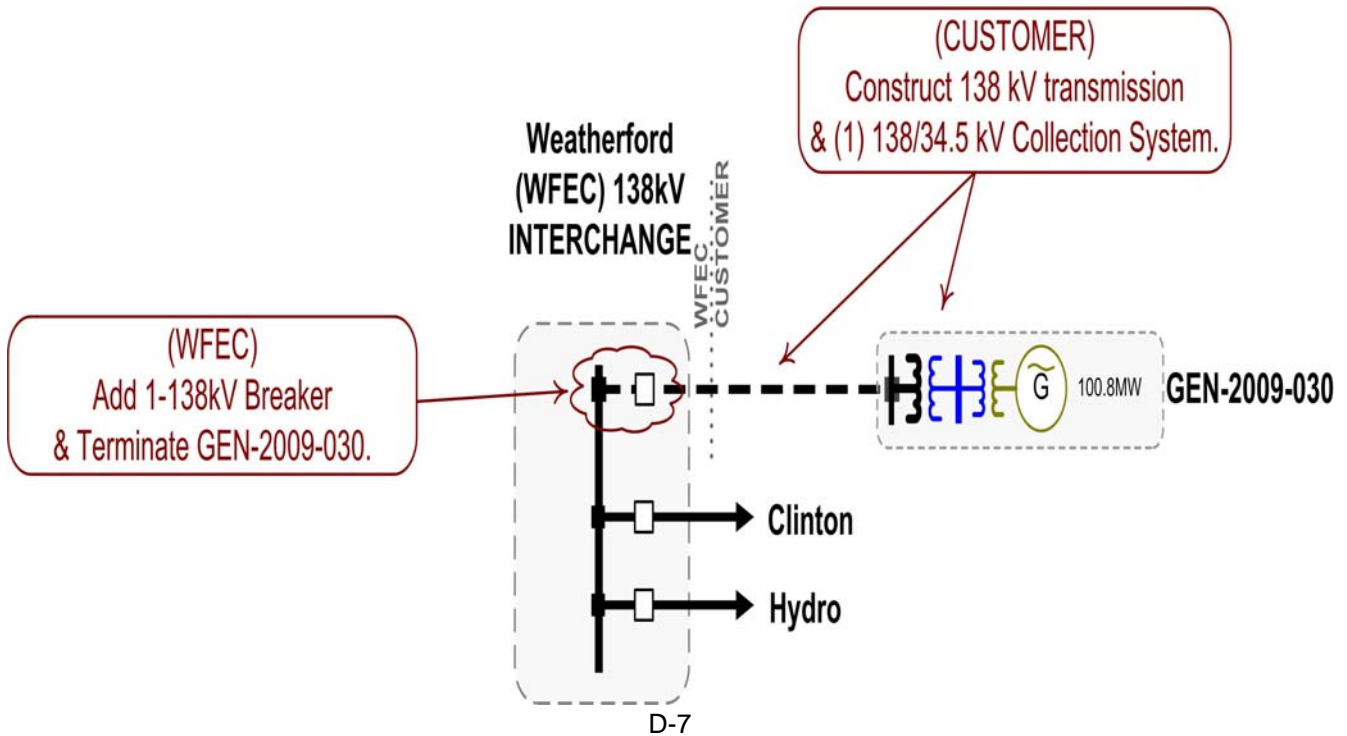 (CUSTOMER)
Construct 138 kV transmission
& (1) 138/34.5 kV Collection System.
Weatherford
(WFEC) 138kV
INTERCHANGE
WFEC
CUSTOMER
(WFEC)
Add 1-138kV Breaker
& Terminate GEN-2009-030.
G
100.8MW
GEN-2009-030
Clinton
Hydro
D-7